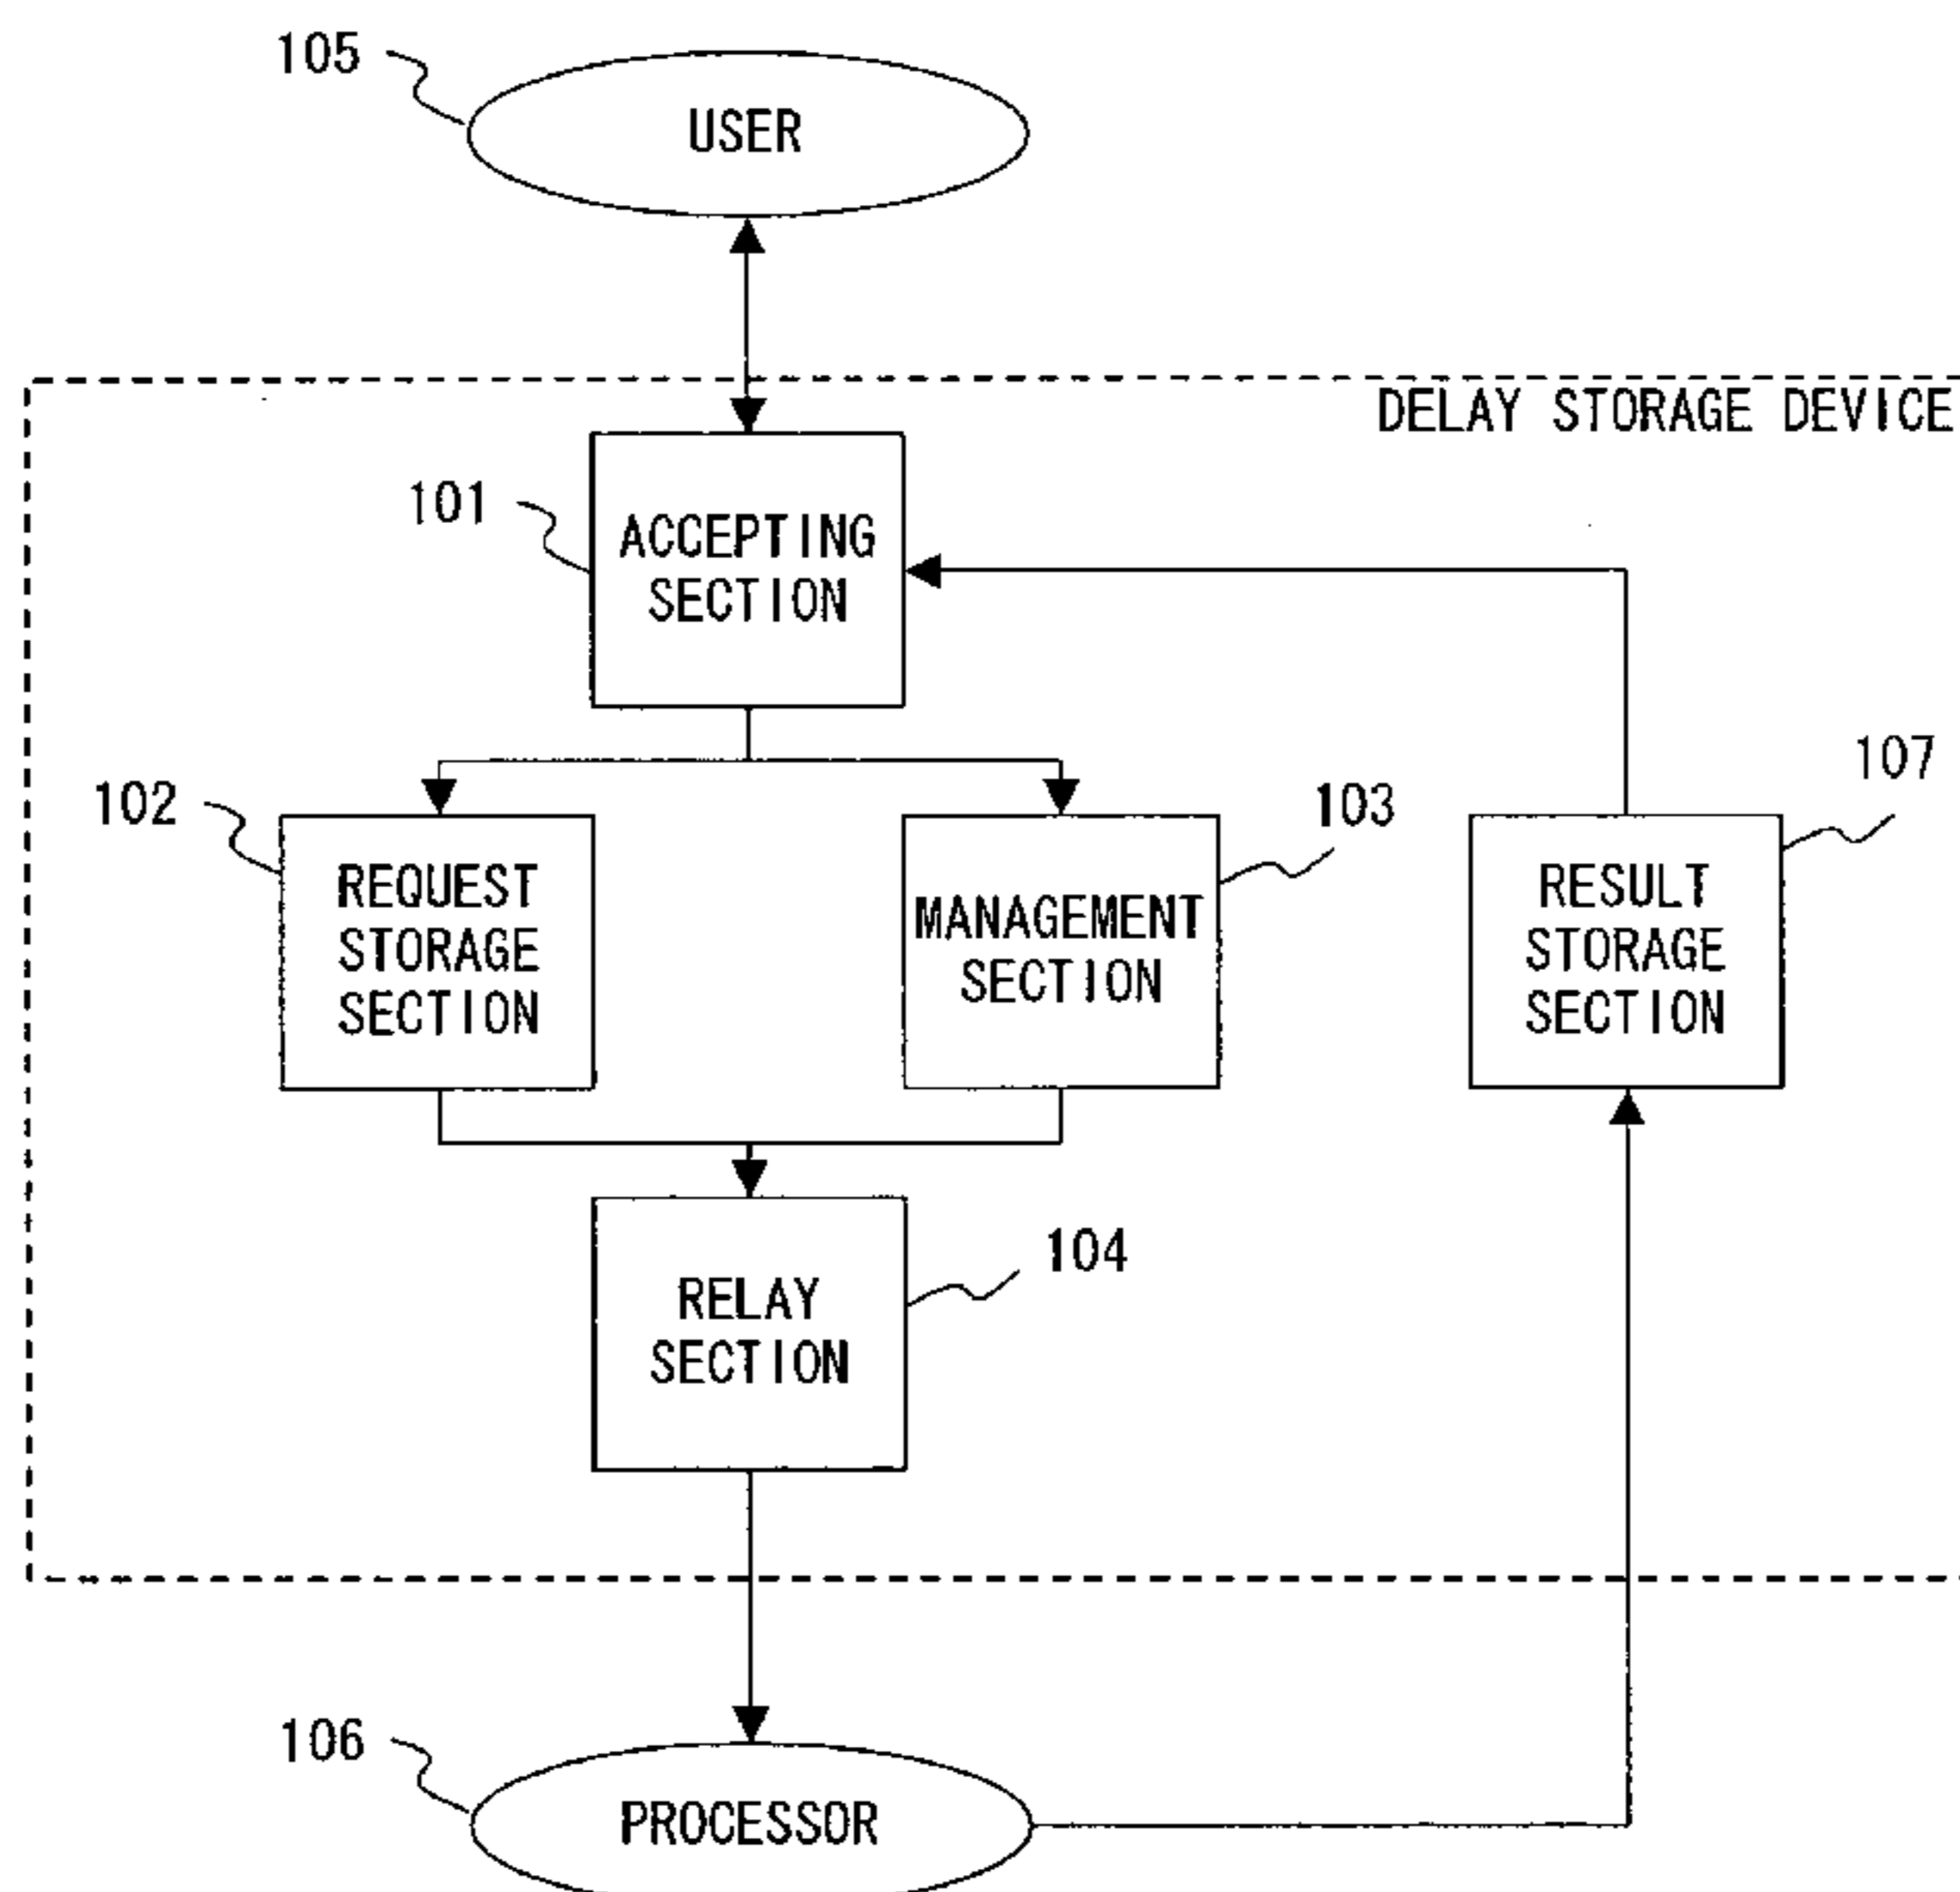 105
USER
DELAY STORAGE DEVICE
101
ACCEPTING
SECTION
102
REQUEST
STORAGE
SECTION
103
MANAGEMENT
SECTION
107
RESULT
STORAGE
SECTION
104
RELAY
SECTION
106
PROCESSOR